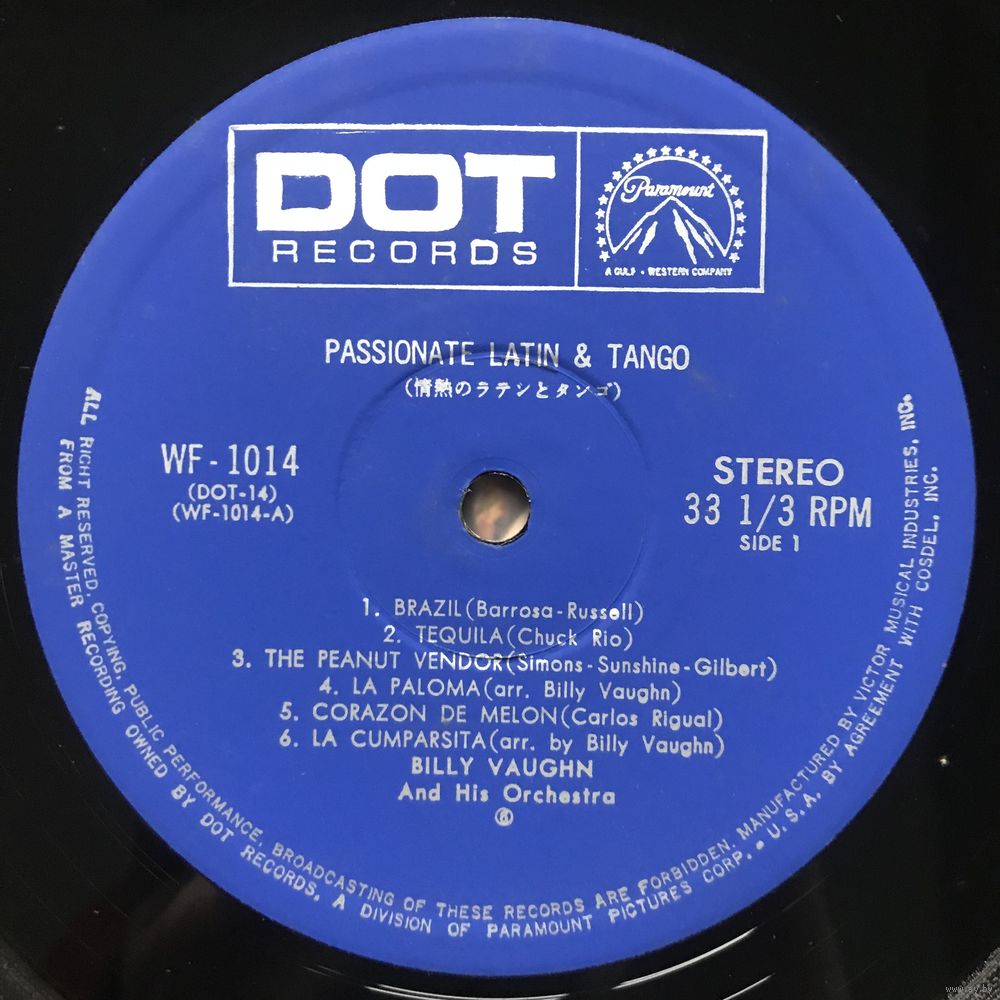 DOT
RECORDS
Paramount
A GULF + WESTERN COMPANY
PASSIONATE LATIN & TANGO
(情熱のラテンとタンゴ)
WF-1014
(DOT-14)
(WF-1014-A)
STEREO
33 1/3 RPM
SIDE 1
1. BRAZIL(Barrosa-Russell)
2. TEQUILA(Chuck Rio)
3. THE PEANUT VENDOR(Simons-Sunshine-Gilbert)
4. LA PALOMA(arr. Billy Vaughn)
5. CORAZON DE MELON(Carlos Rigual)
6. LA CUMPARSITA(arr. by Billy Vaughn)
BILLY VAUGHN
And His Orchestra
ALL RIGHT RESERVED. COPYING, PUBLIC PERFORMANCE, BROADCASTING OF THESE RECORDS ARE FORBIDDEN. MANUFACTURED BY VICTOR MUSICAL INDUSTRIES, INC.
FROM A MASTER RECORDING OWNED BY DOT RECORDS, A DIVISION OF PARAMOUNT PICTURES CORP. • U. S. A. BY AGREEMENT WITH COSDEL, INC.